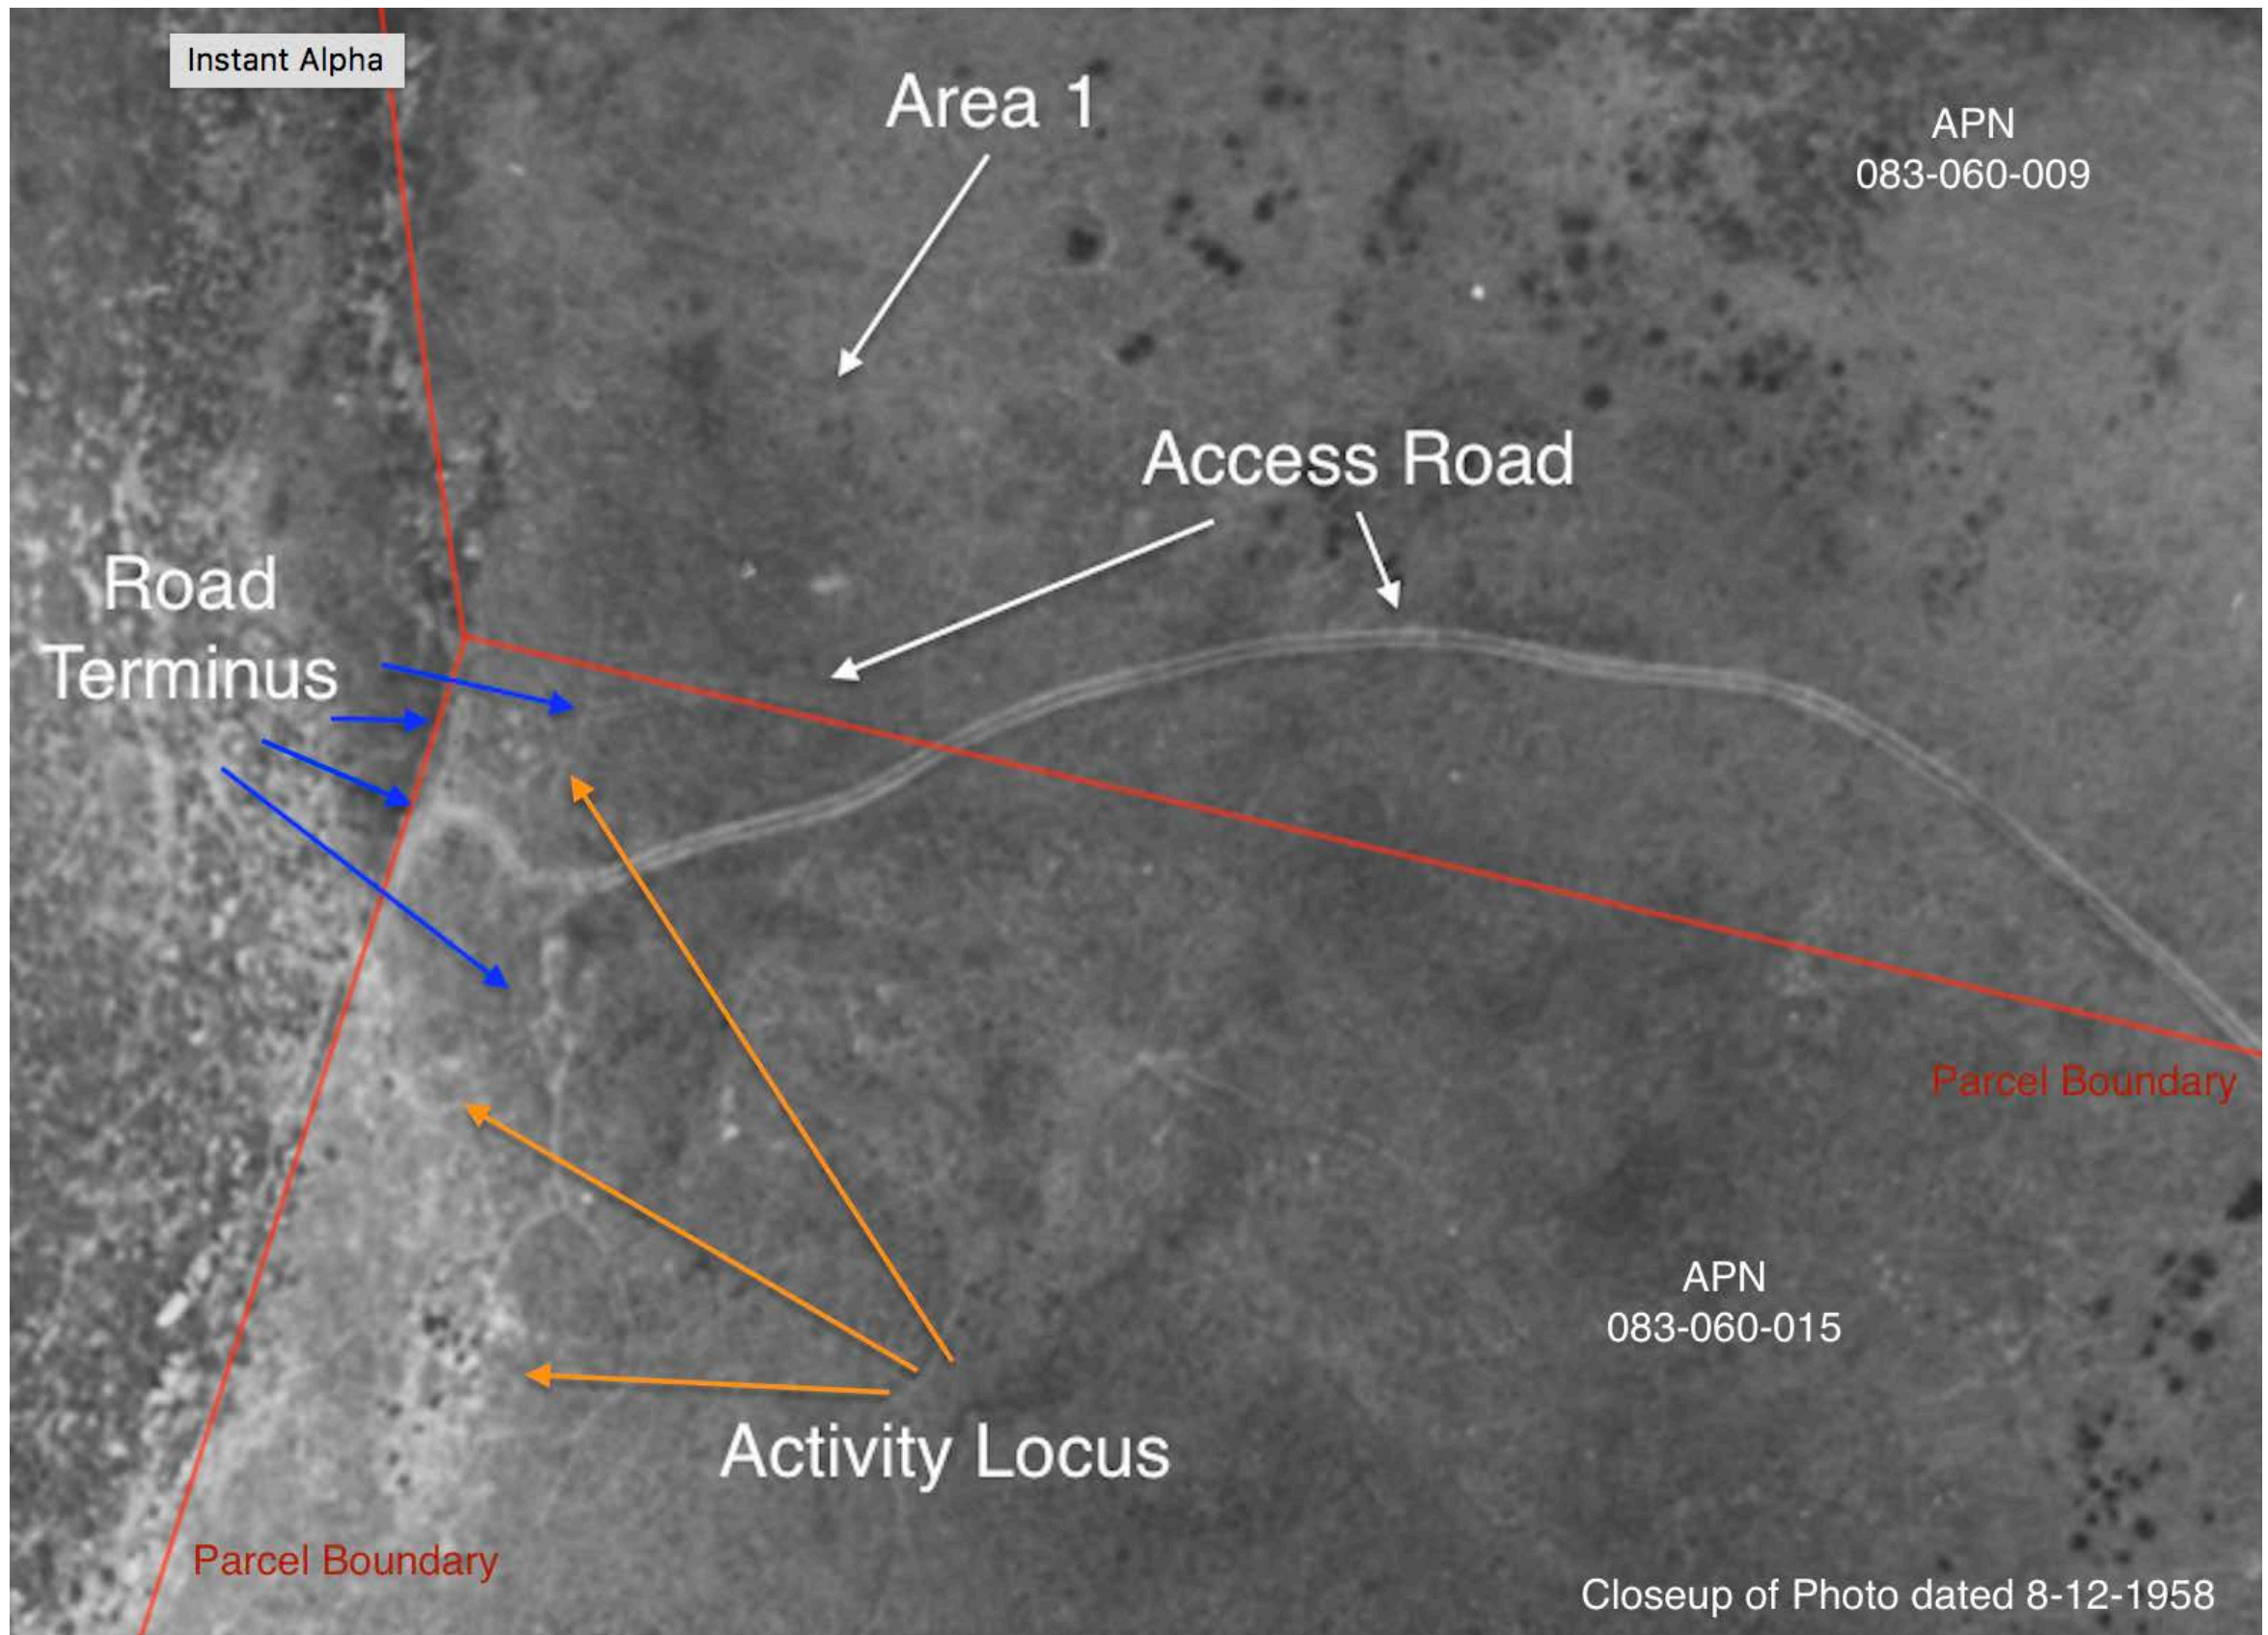 Instant Alpha
Area 1
APN
083-060-009
Access Road
Road
Terminus
Parcel Boundary
APN
083-060-015
Activity Locus
Parcel Boundary
Closeup of Photo dated 8-12-1958